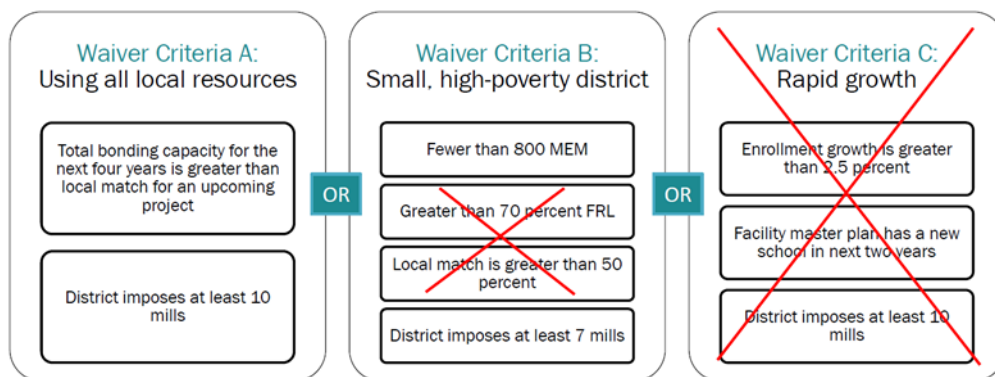 Waiver Criteria A:
Using all local resources
Total bonding capacity for the
next four years is greater than
local match for an upcoming
project
District imposes at least 10
mills
OR
Waiver Criteria B:
Small, high-poverty district
Fewer than 800 MEM
Greater than 70 percent FRL
Local match is greater than 50
percent
District imposes at least 7 mills
OR
Waiver Criteria C:
Rapid growth
Enrollment growth is greater
than 2.5 percent
Facility master plan has a new
school in next two years
District imposes at least 10
mills